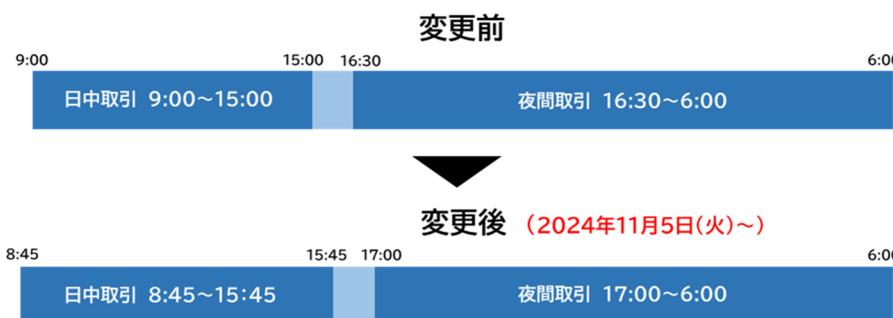 変更前
9:00 15:00 16:30 6:00
日中取引 9:00～15:00 夜間取引 16:30～6:00
変更後 （2024年11月5日(火)～）
8:45 15:45 17:00 6:00
日中取引 8:45～15:45 夜間取引 17:00～6:00